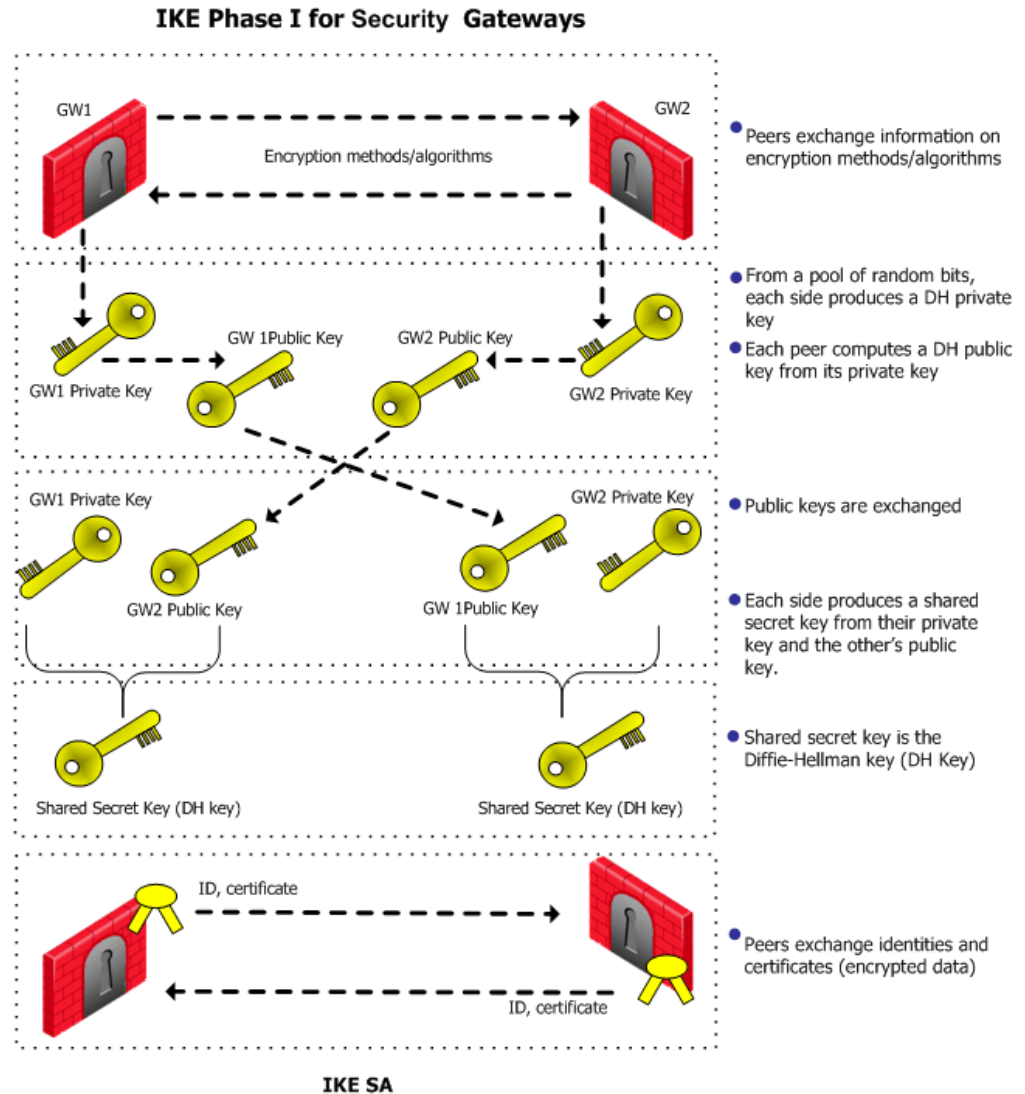 IKE Phase I for Security Gateways
GW1
GW2
Encryption methods/algorithms
Peers exchange information on
encryption methods/algorithms
From a pool of random bits,
each side produces a DH private
key
Each peer computes a DH public
key from its private key
GW 1Public Key
GW2 Public Key
GW1 Private Key
GW2 Private Key
GW1 Private Key
GW2 Private Key
GW2 Public Key
GW 1Public Key
Public keys are exchanged
Each side produces a shared
secret key from their private
key and the other’s public
key.
Shared Secret Key (DH key)
Shared Secret Key (DH key)
Shared secret key is the
Diffie-Hellman key (DH Key)
ID, certificate
ID, certificate
Peers exchange identities and
certificates (encrypted data)
IKE SA